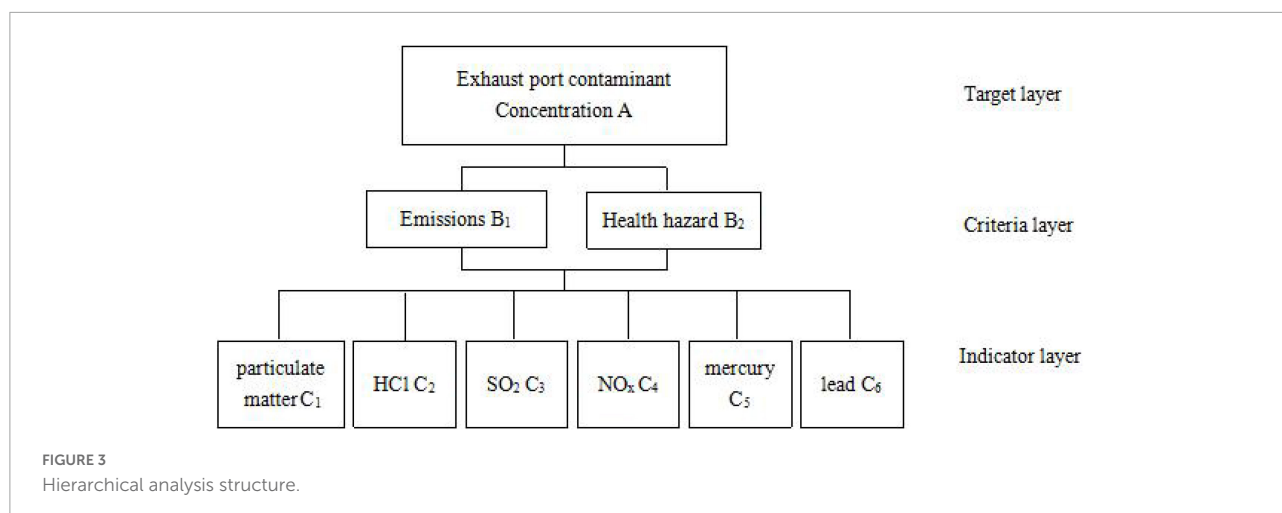 Exhaust port contaminant
Concentration A
Target layer
Emissions B₁
Health hazard B₂
Criteria layer
particulate
matter C₁
HCl C₂
SO₂ C₃
NOₓ C₄
mercury
C₅
lead C₆
Indicator layer
FIGURE 3
Hierarchical analysis structure.